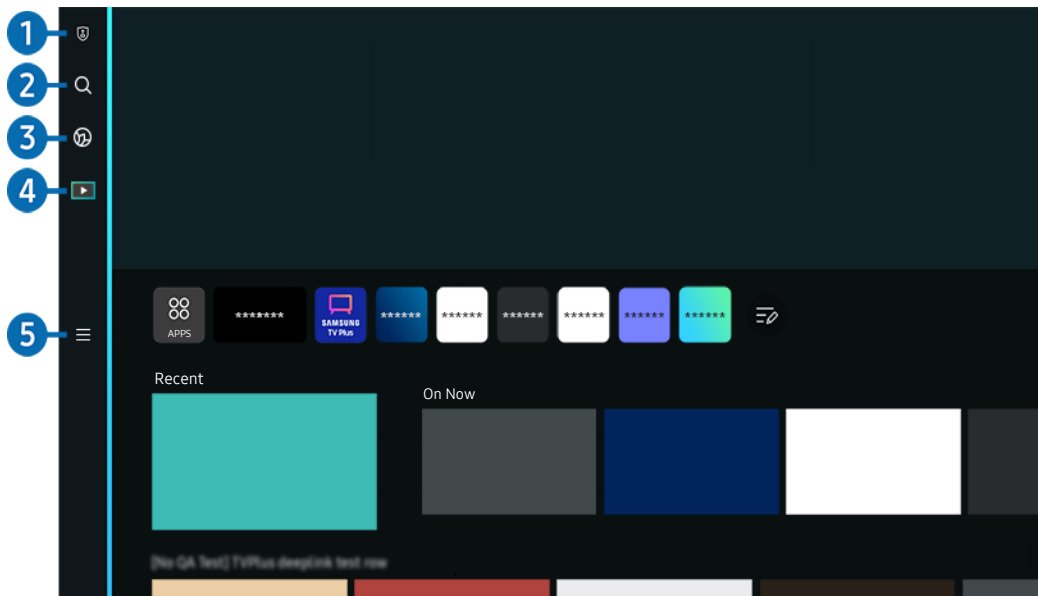 1
2
3
4
5
APPS
*******
SAMSUNG
TV Plus
******
******
******
******
******
******
Recent
On Now
[No QA Test] TVPlus deeplink test row